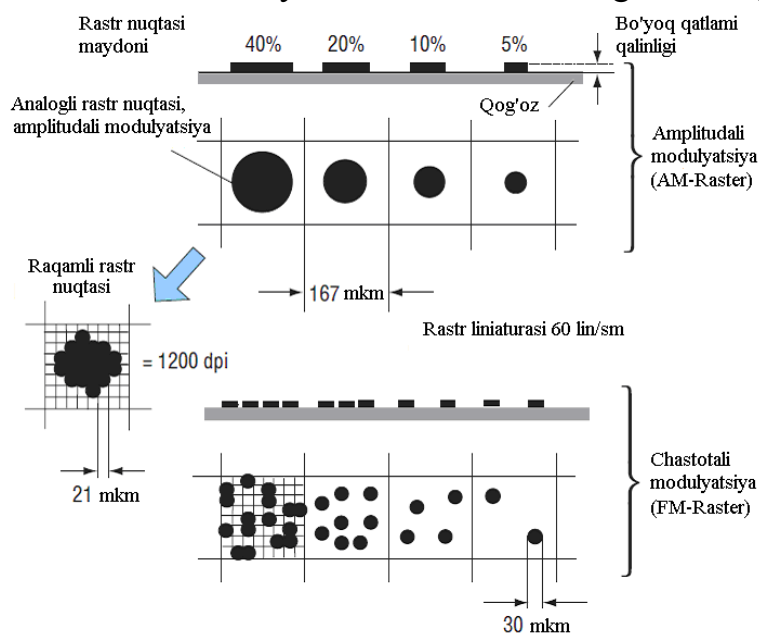 Rastr nuqtasi
maydoni
40%
20%
10%
5%
Bo'yoq qatlami
qalinligi
Qog'oz
Analogli rastr nuqtasi,
amplitudali modulyatsiya
Amplitudali
modulyatsiya
(AM-Raster)
Raqamli rastr
nuqtasi
167 mkm
Rastr liniaturasi 60 lin/sm
= 1200 dpi
21 mkm
Chastotali
modulyatsiya
(FM-Raster)
30 mkm